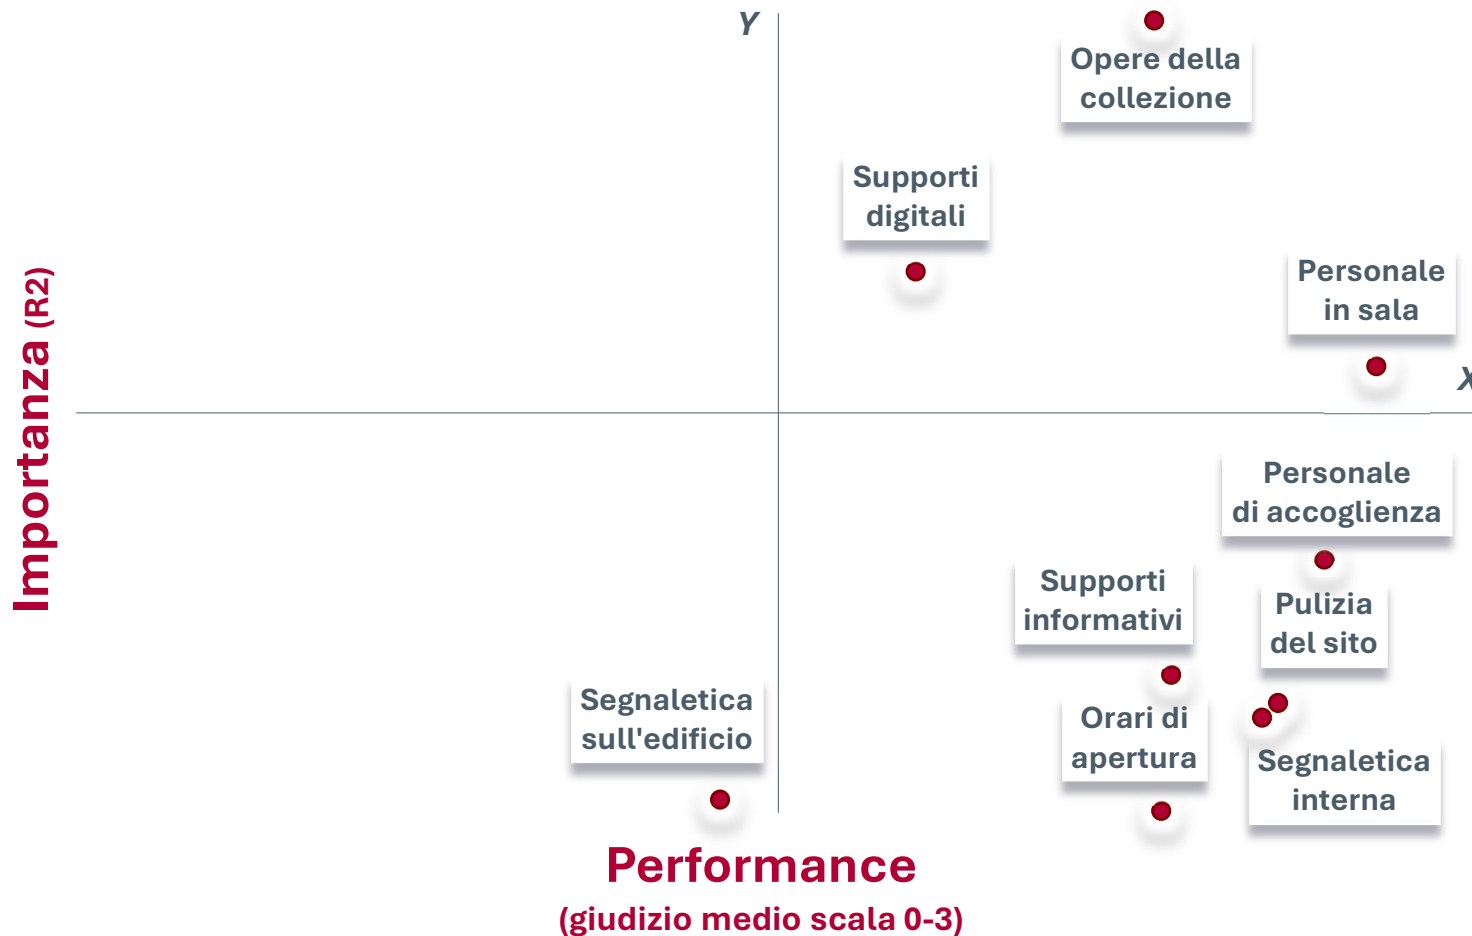 Y
Opere della
collezione
Supporti
digitali
Personale
in sala
X
Importanza (R2)
Personale
di accoglienza
Supporti
informativi
Pulizia
del sito
Segnaletica
sull'edificio
Orari di
apertura
Segnaletica
interna
Performance
(giudizio medio scala 0-3)